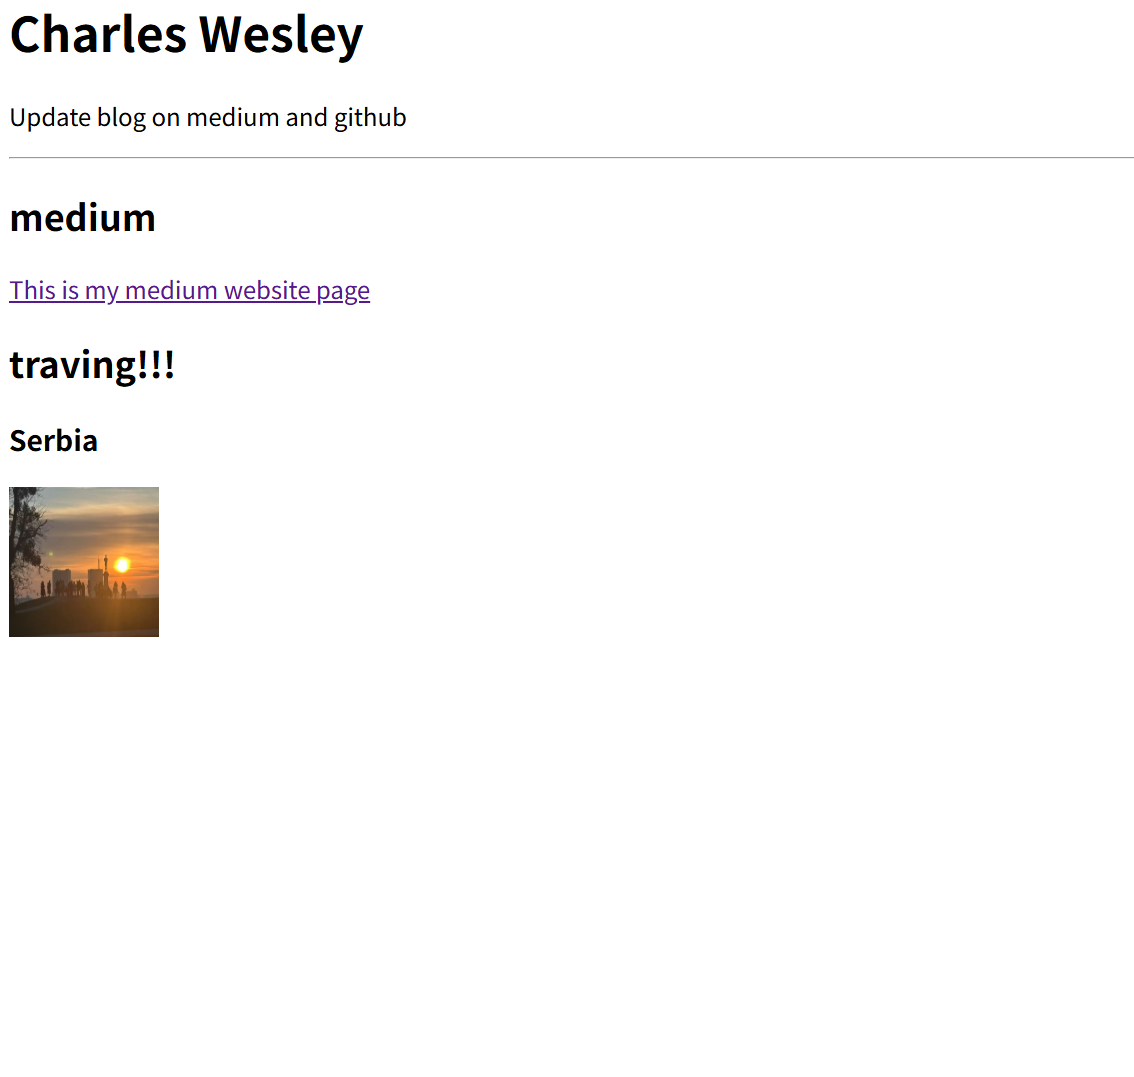 Charles Wesley
Update blog on medium and github
medium
This is my medium website page
traving!!!
Serbia